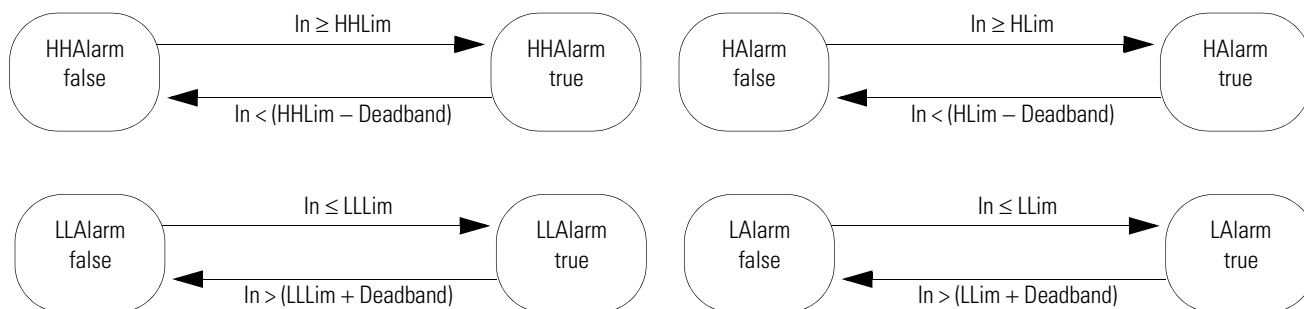 HHAlarm
false
In ≥ HHLim
HHAlarm
true
In < (HHLim – Deadband)
HAlarm
false
In ≥ HLim
HAlarm
true
In < (HLim – Deadband)
LLAlarm
false
In ≤ LLLim
LLAlarm
true
In > (LLLim + Deadband)
LAlarm
false
In ≤ LLim
LAlarm
true
In > (LLim + Deadband)